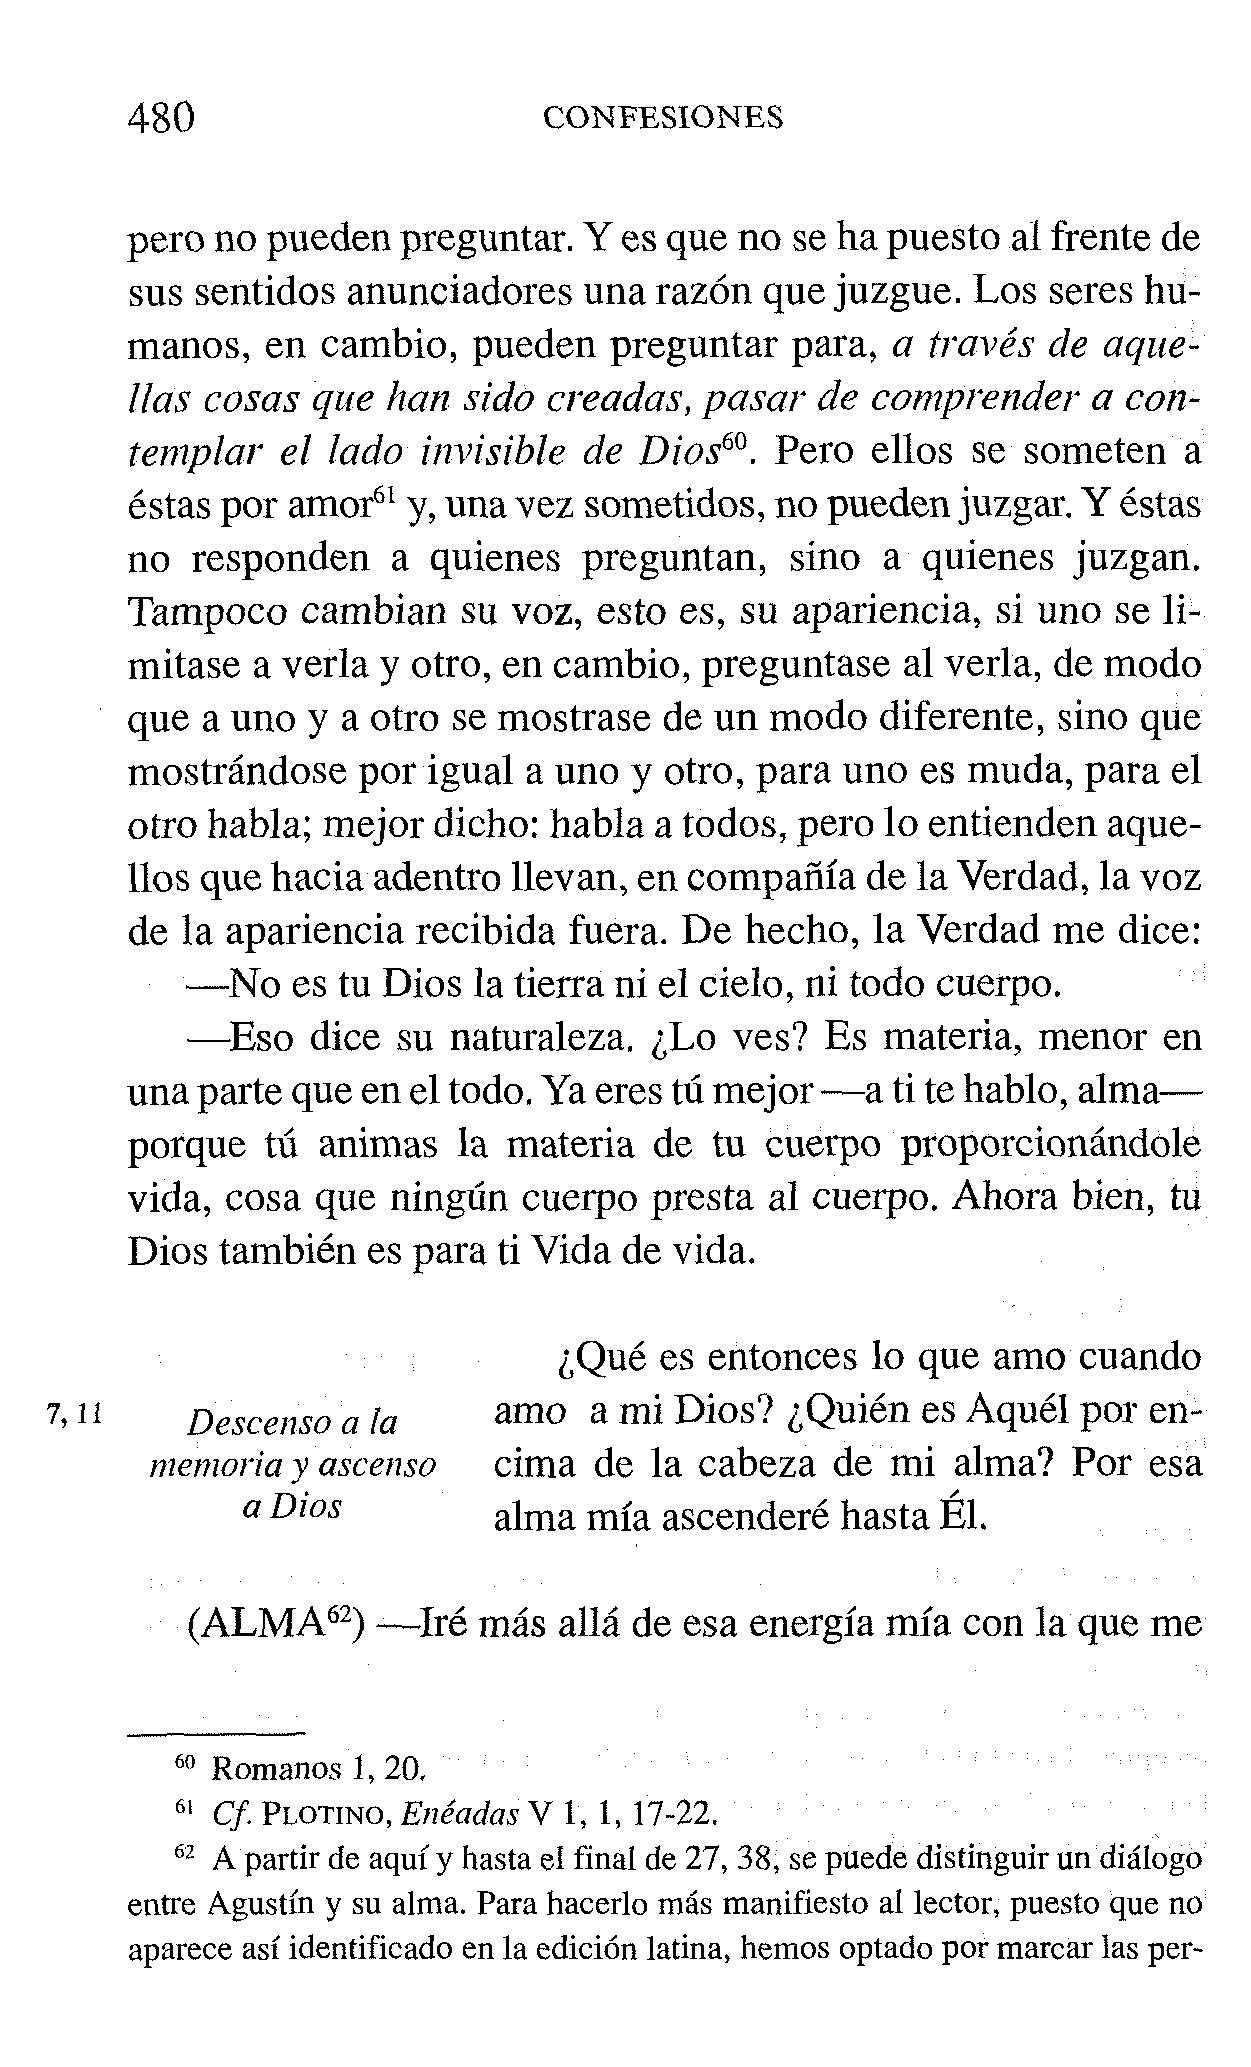 480 CONFESIONES
pero no pueden preguntar. Y es que no se ha puesto al frente de
sus sentidos anunciadores una razón que juzgue. Los seres hu-
manos, en cambio, pueden preguntar para, a través de aque-
llas cosas que han sido creadas, pasar de comprender a con-
templar el lado invisible de Dios⁶⁰. Pero ellos se someten a
éstas por amor⁶¹ y, una vez sometidos, no pueden juzgar. Y éstas
no responden a quienes preguntan, sino a quienes juzgan.
Tampoco cambian su voz, esto es, su apariencia, si uno se li-
mitase a verla y otro, en cambio, preguntase al verla, de modo
que a uno y a otro se mostrase de un modo diferente, sino que
mostrándose por igual a uno y otro, para uno es muda, para el
otro habla; mejor dicho: habla a todos, pero lo entienden aque-
llos que hacia adentro llevan, en compañía de la Verdad, la voz
de la apariencia recibida fuera. De hecho, la Verdad me dice:
—No es tu Dios la tierra ni el cielo, ni todo cuerpo.
—Eso dice su naturaleza. ¿Lo ves? Es materia, menor en
una parte que en el todo. Ya eres tú mejor —a ti te hablo, alma—
porque tú animas la materia de tu cuerpo proporcionándole
vida, cosa que ningún cuerpo presta al cuerpo. Ahora bien, tu
Dios también es para ti Vida de vida.
7, 11
Descenso a la
memoria y ascenso
a Dios
¿Qué es entonces lo que amo cuando
amo a mi Dios? ¿Quién es Aquél por en-
cima de la cabeza de mi alma? Por esa
alma mía ascenderé hasta Él.
(ALMA⁶²) —Iré más allá de esa energía mía con la que me
⁶⁰ Romanos 1, 20.
⁶¹ Cf. PLOTINO, Enéadas V 1, 1, 17-22.
⁶² A partir de aquí y hasta el final de 27, 38, se puede distinguir un diálogo
entre Agustín y su alma. Para hacerlo más manifiesto al lector, puesto que no
aparece así identificado en la edición latina, hemos optado por marcar las per-